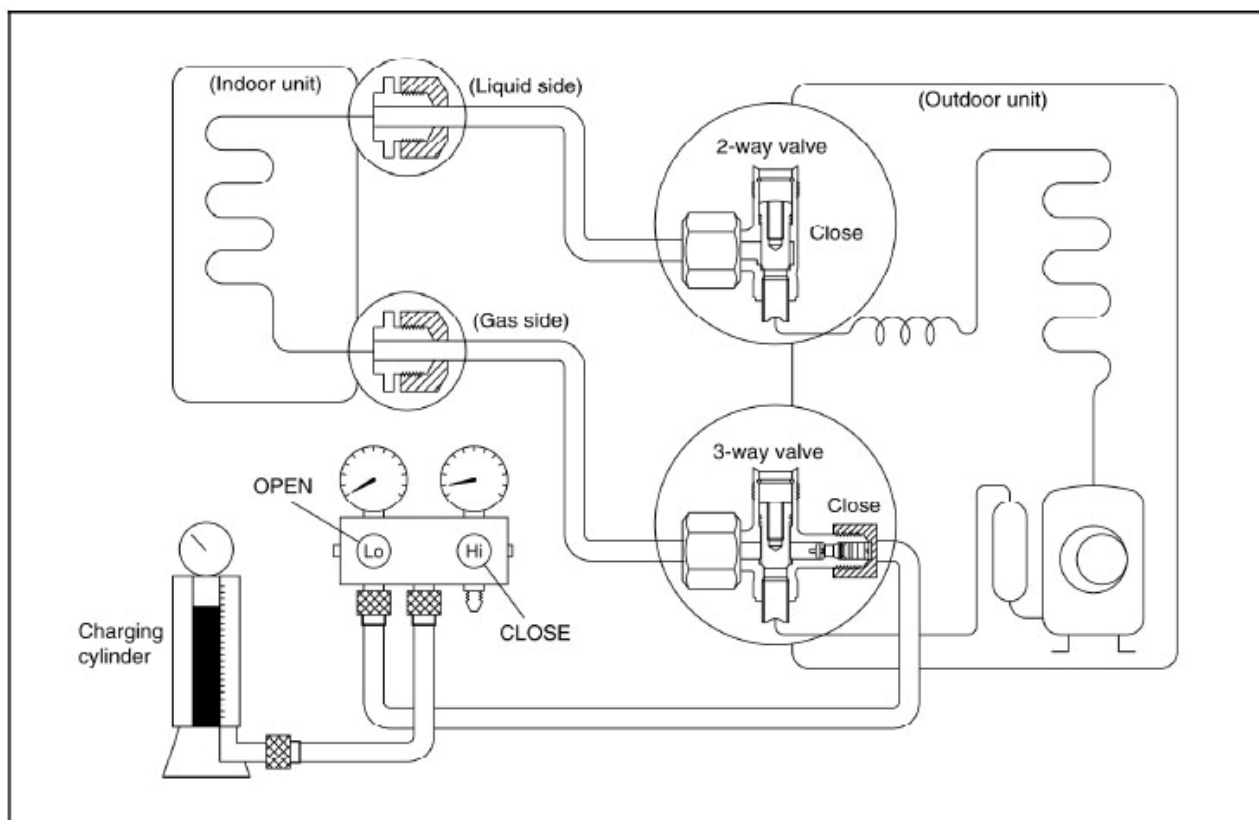 (Indoor unit)
(Liquid side)
(Outdoor unit)
2-way valve
Close
(Gas side)
3-way valve
Close
OPEN
Lo
Hi
CLOSE
Charging
cylinder